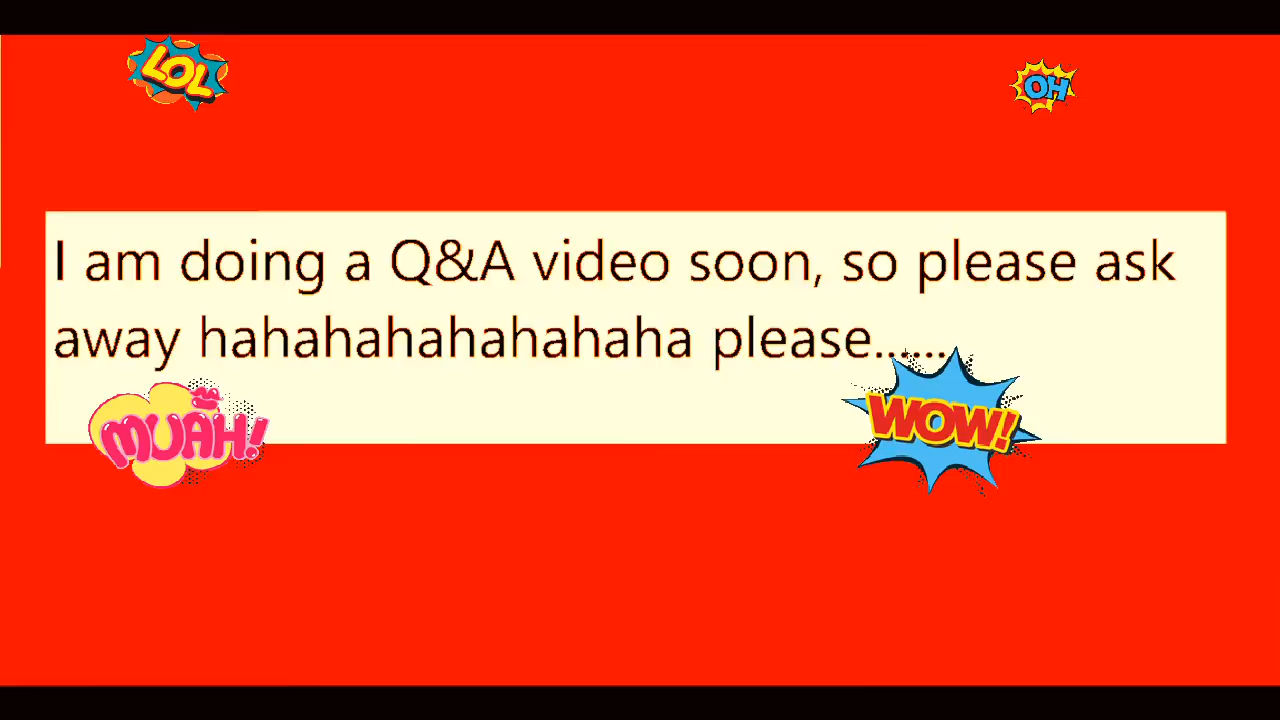 LOL
OH
I am doing a Q&A video soon, so please ask
away hahahahahahahaha please......
MUAH!
WOW!